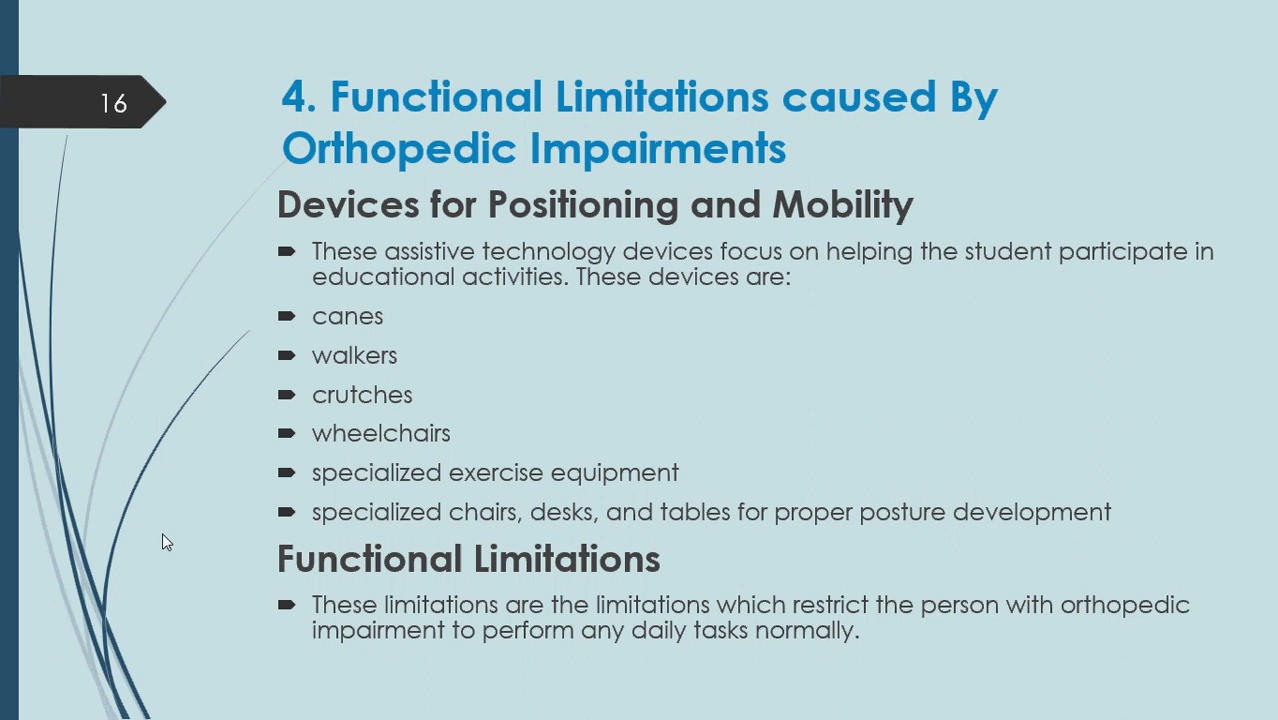 16
4. Functional Limitations caused By
Orthopedic Impairments
Devices for Positioning and Mobility
These assistive technology devices focus on helping the student participate in
educational activities. These devices are:
canes
walkers
crutches
wheelchairs
specialized exercise equipment
specialized chairs, desks, and tables for proper posture development
Functional Limitations
These limitations are the limitations which restrict the person with orthopedic
impairment to perform any daily tasks normally.